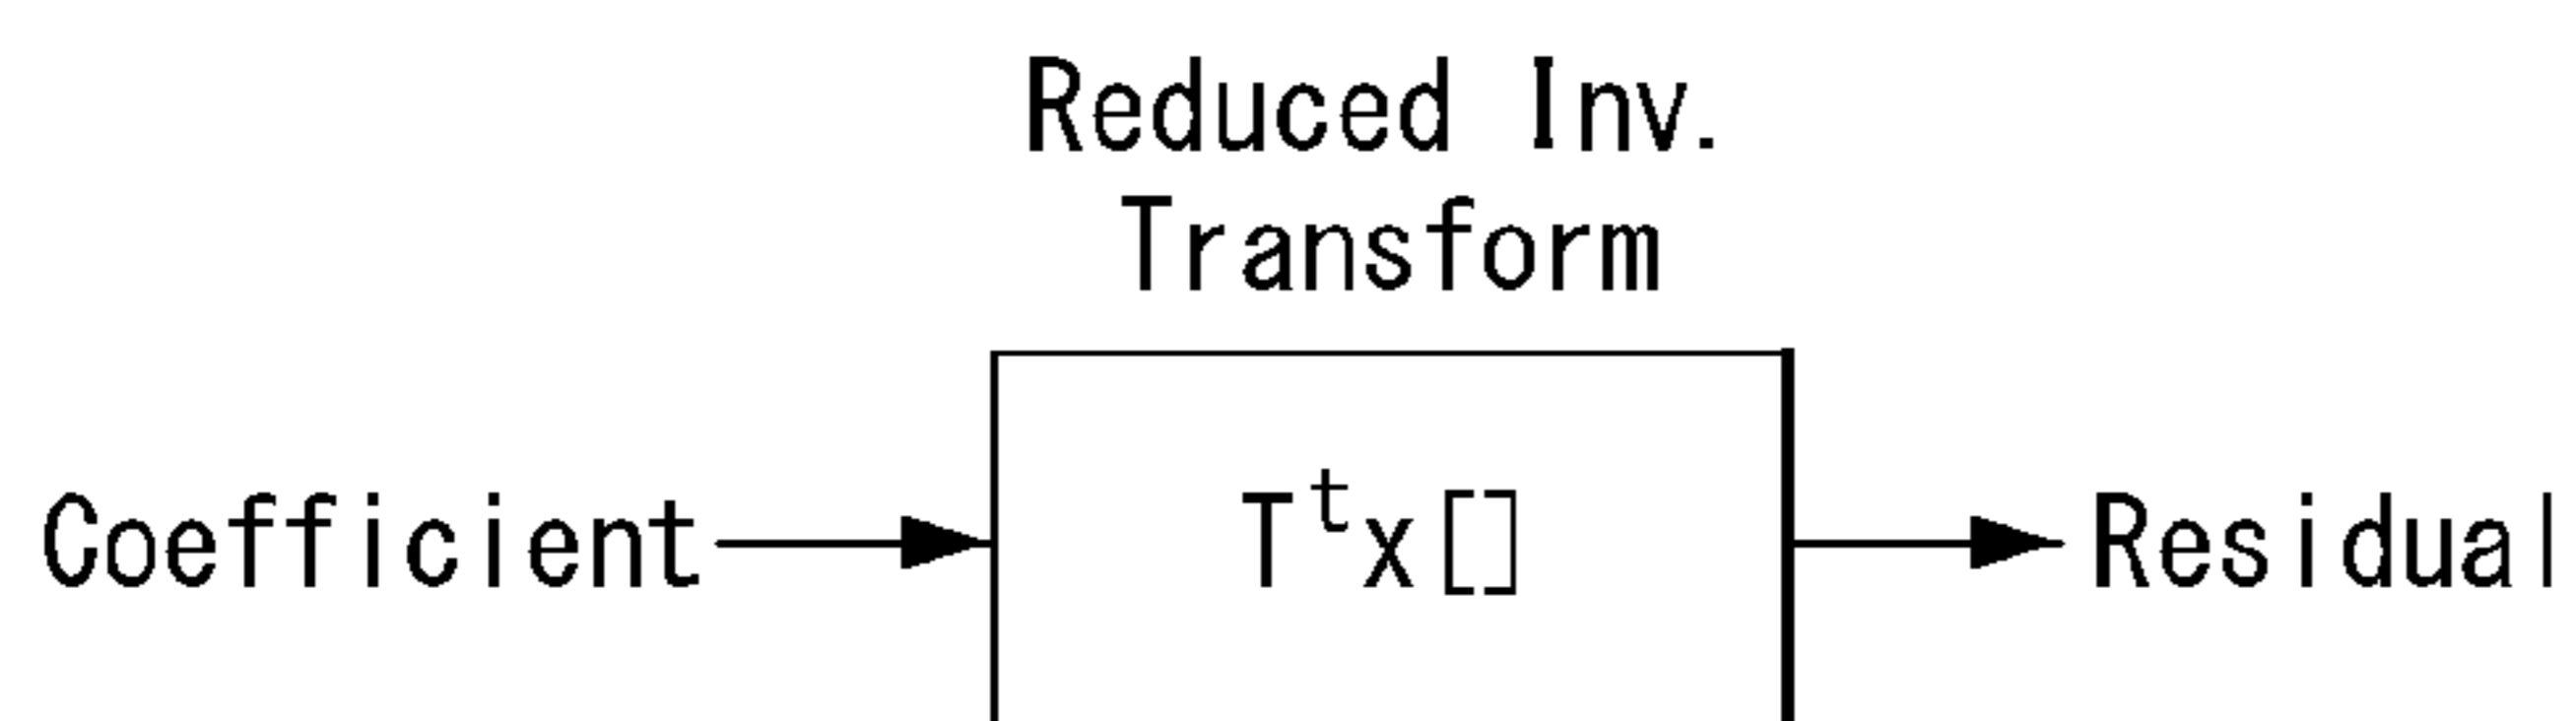 Reduced Inv.
Transform
Coefficient
Tᵗx[]
Residual